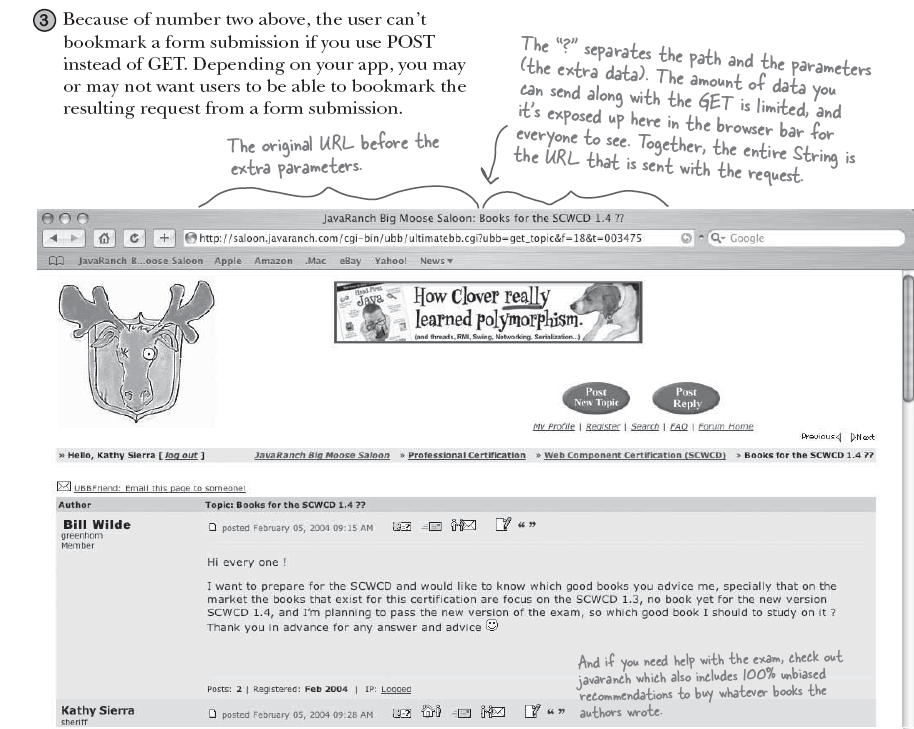 3 Because of number two above, the user can't
bookmark a form submission if you use POST
instead of GET. Depending on your app, you may
or may not want users to be able to bookmark the
resulting request from a form submission.
The "?" separates the path and the parameters
(the extra data). The amount of data you
can send along with the GET is limited, and
it's exposed up here in the browser bar for
everyone to see. Together, the entire String is
the URL that is sent with the request.
The original URL before the
extra parameters.
JavaRanch Big Moose Saloon: Books for the SCWCD 1.4 ??
http://saloon.javaranch.com/cgi-bin/ubb/ultimatebb.cgi?ubb=get_topic&f=18&t=003475
Google
JavaRanch B...oose Saloon Apple Amazon .Mac eBay Yahoo! News
Head First
Java
How Clover really
learned polymorphism.
(and threads, RMI, Swing, Networking, Serialization...)
Post
New Topic
Post
Reply
My Profile | Register | Search | FAQ | Forum Home
Previous Next
» Hello, Kathy Sierra [ log out ] JavaRanch Big Moose Saloon » Professional Certification » Web Component Certification (SCWCD) » Books for the SCWCD 1.4 ??
UBBFriend: Email this page to someone!
Author Topic: Books for the SCWCD 1.4 ??
Bill Wilde
greenhorn
Member
posted February 05, 2004 09:15 AM
Hi every one !
I want to prepare for the SCWCD and would like to know which good books you advice me, specially that on the
market the books that exist for this certification are focus on the SCWCD 1.3, no book yet for the new version
SCWCD 1.4, and I'm planning to pass the new version of the exam, so which good book I should to study on it ?
Thank you in advance for any answer and advice
And if you need help with the exam, check out
javaranch which also includes 100% unbiased
recommendations to buy whatever books the
authors wrote.
Posts: 2 | Registered: Feb 2004 | IP: Logged
Kathy Sierra
sheriff
posted February 05, 2004 09:28 AM